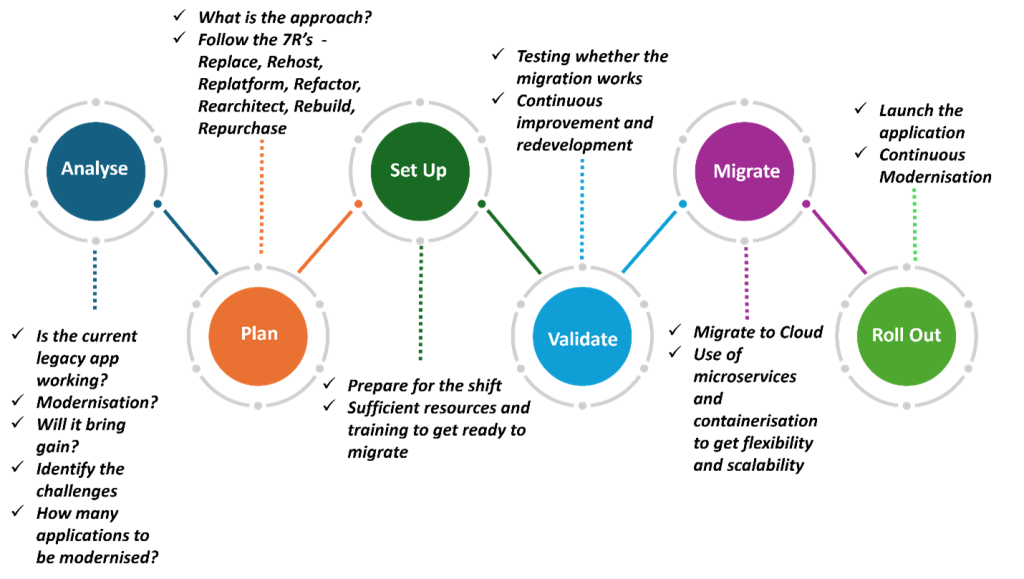 Analyse
✓ Is the current
legacy app
working?
✓ Modernisation?
✓ Will it bring
gain?
✓ Identify the
challenges
✓ How many
applications to
be modernised?
✓ What is the approach?
✓ Follow the 7R's -
Replace, Rehost,
Replatform, Refactor,
Rearchitect, Rebuild,
Repurchase
Plan
Set Up
✓ Prepare for the shift
✓ Sufficient resources and
training to get ready to
migrate
✓ Testing whether the
migration works
✓ Continuous
improvement and
redevelopment
Validate
Migrate
✓ Migrate to Cloud
✓ Use of
microservices
and
containerisation
to get flexibility
and scalability
✓ Launch the
application
✓ Continuous
Modernisation
Roll Out